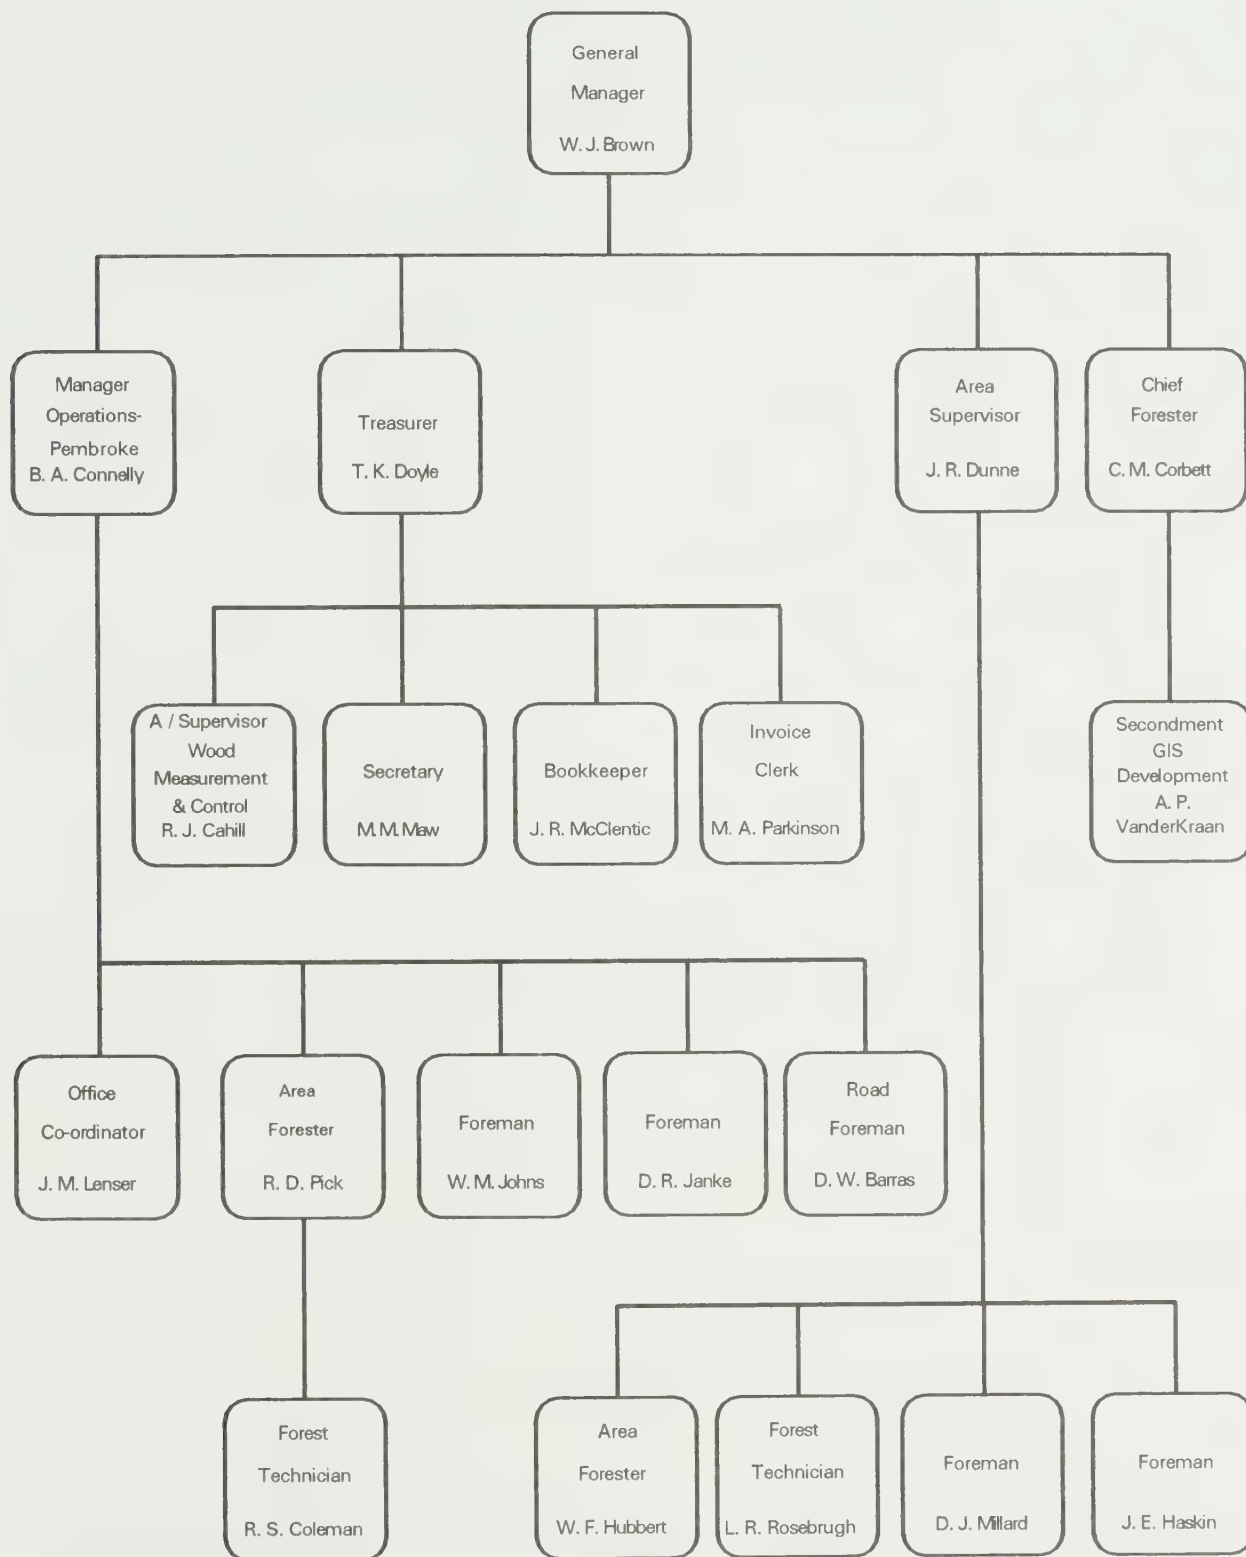 General
Manager
W. J. Brown
Manager
Operations-
Pembroke
B. A. Connelly
Treasurer
T. K. Doyle
Area
Supervisor
J. R. Dunne
Chief
Forester
C. M. Corbett
A / Supervisor
Wood
Measurement
& Control
R. J. Cahill
Secretary
M. M. Maw
Bookkeeper
J. R. McClentic
Invoice
Clerk
M. A. Parkinson
Secondment
GIS
Development
A. P.
VanderKraan
Office
Co-ordinator
J. M. Lenser
Area
Forester
R. D. Pick
Foreman
W. M. Johns
Foreman
D. R. Janke
Road
Foreman
D. W. Barras
Forest
Technician
R. S. Coleman
Area
Forester
W. F. Hubbert
Forest
Technician
L. R. Rosebrugh
Foreman
D. J. Millard
Foreman
J. E. Haskin